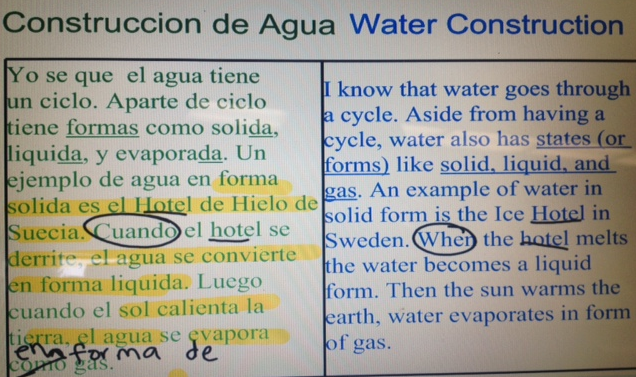 Construccion de Agua Water Construction
Yo se que el agua tiene
un ciclo. Aparte de ciclo
tiene formas como solida,
liquida, y evaporada. Un
ejemplo de agua en forma
solida es el Hotel de Hielo de
Suecia. Cuando el hotel se
derrite, el agua se convierte
en forma liquida. Luego
cuando el sol calienta la
tierra, el agua se evapora
en forma de
como gas.
I know that water goes through
a cycle. Aside from having a
cycle, water also has states (or
forms) like solid, liquid, and
gas. An example of water in
solid form is the Ice Hotel in
Sweden. When the hotel melts
the water becomes a liquid
form. Then the sun warms the
earth, water evaporates in form
of gas.